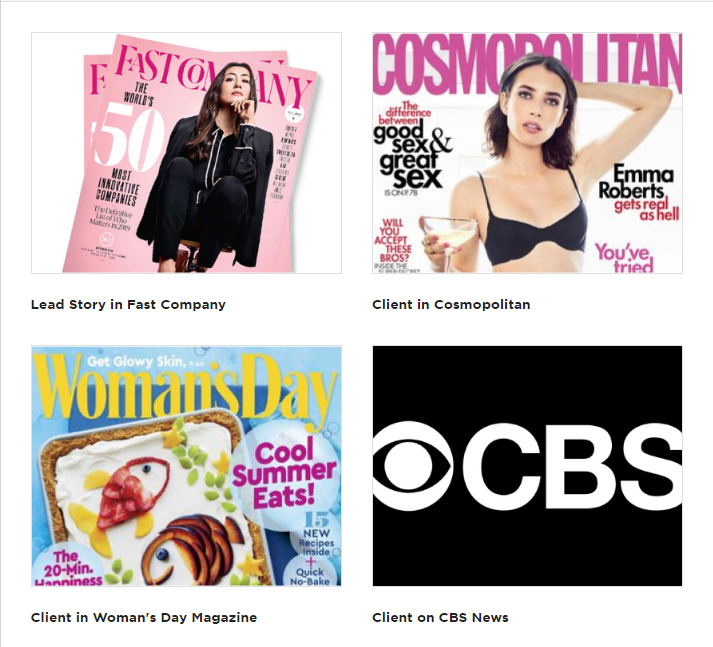 FAST COMPANY
F
THE
WORLD'S
50
MOST
INNOVATIVE
COMPANIES
The Definitive
List of Who
Matters in 2019
Lead Story in Fast Company
COSMOPOLITAN
The
difference
between
good
sex &
great
sex
IS ON P. 78
WILL
YOU
ACCEPT
THESE
BROS?
INSIDE THE
Emma
Roberts
gets real
as hell
You've
tried
Client in Cosmopolitan
Get Glowy Skin,
Woman'sDay
Cool
Summer
Eats!
15
NEW
Recipes
Inside
+
Quick
No-Bake
The
20-Min.
Happiness
Client in Woman's Day Magazine
CBS
Client on CBS News